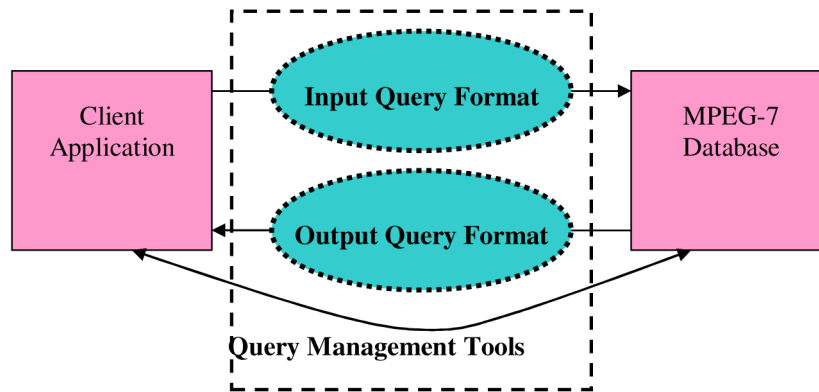 Client
Application
Input Query Format
MPEG-7
Database
Output Query Format
Query Management Tools